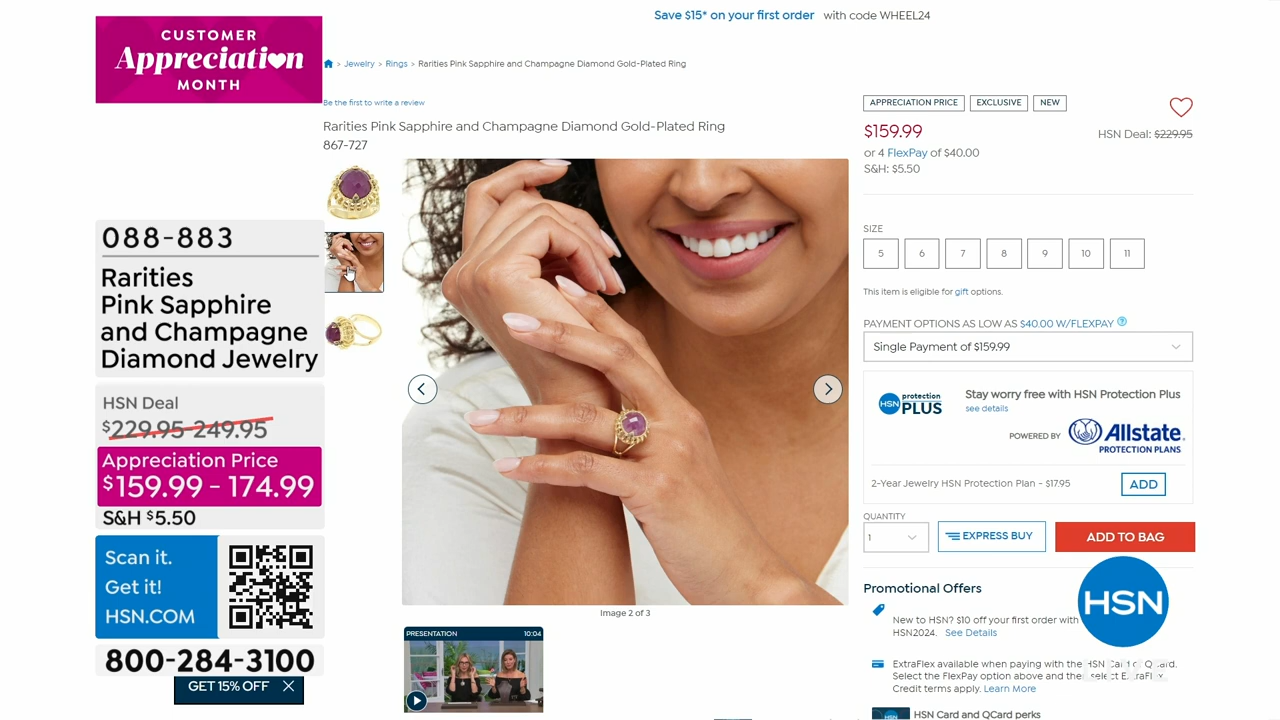 Save $15* on your first order with code WHEEL24
CUSTOMER
Appreciation
MONTH
> Jewelry > Rings > Rarities Pink Sapphire and Champagne Diamond Gold-Plated Ring
Be the first to write a review
Rarities Pink Sapphire and Champagne Diamond Gold-Plated Ring
867-727
APPRECIATION PRICE
EXCLUSIVE
NEW
$159.99
HSN Deal: $229.95
or 4 FlexPay of $40.00
S&H: $5.50
SIZE
5 6 7 8 9 10 11
This item is eligible for gift options.
PAYMENT OPTIONS AS LOW AS $40.00 W/FLEXPAY ?
Single Payment of $159.99
HSN protection PLUS
Stay worry free with HSN Protection Plus
see details
POWERED BY Allstate
PROTECTION PLANS
2-Year Jewelry HSN Protection Plan - $17.95
ADD
QUANTITY
1
EXPRESS BUY
ADD TO BAG
Promotional Offers
New to HSN? $10 off your first order with
HSN2024. See Details
ExtraFlex available when paying with the HSN Card or QCard.
Select the FlexPay option above and then select ExtraFlex.
Credit terms apply. Learn More
HSN Card and QCard perks
HSN
088-883
Rarities
Pink Sapphire
and Champagne
Diamond Jewelry
HSN Deal
$229.95-249.95
Appreciation Price
$159.99 - 174.99
S&H $5.50
Scan it.
Get it!
HSN.COM
800-284-3100
GET 15% OFF
Image 2 of 3
PRESENTATION 10:04